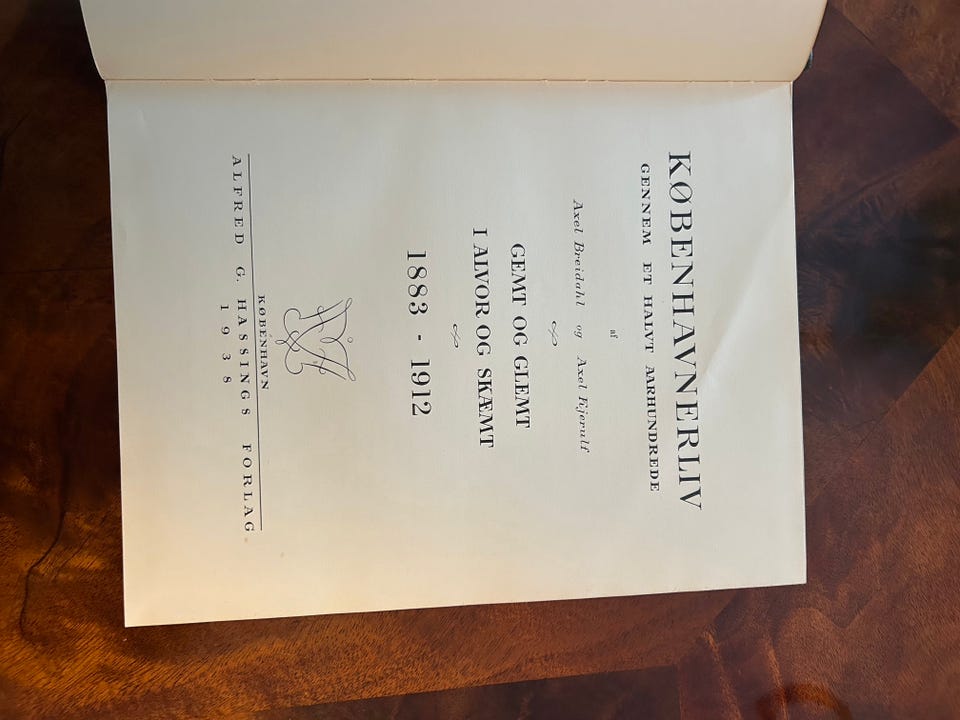 KØBENHAVNERLIV
GENNEM ET HALVT AARHUNDREDE
af
Axel Breidahl og Axel Kjerulf
GEMT OG GLEMT
I ALVOR OG SKÆMT
1883 - 1912
KØBENHAVN
ALFRED G. HASSINGS FORLAG
1938